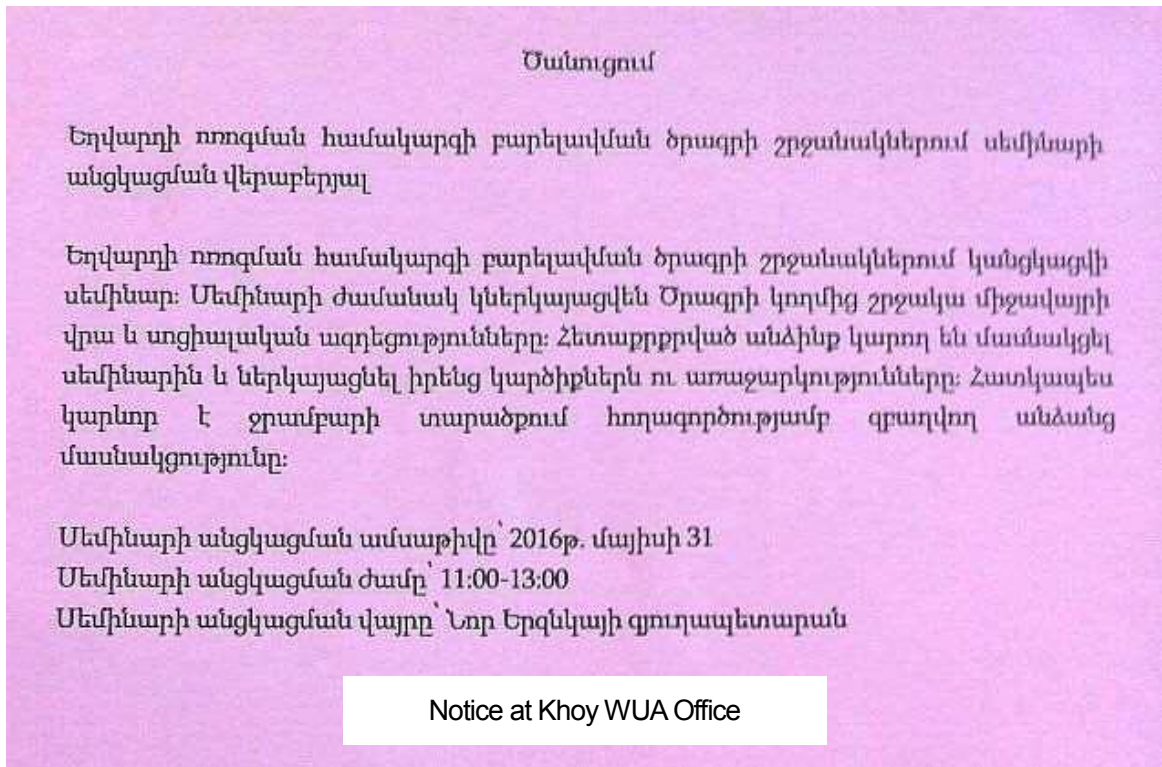 Ծանուցում
Եղվարդի ոռոգման համակարգի բարելավման ծրագրի շրջանակներում սեմինարի
անցկացման վերաբերյալ
Եղվարդի ոռոգման համակարգի բարելավման ծրագրի շրջանակներում կանցկացվի
սեմինար: Սեմինարի ժամանակ կներկայացվեն Ծրագրի կողմից շրջակա միջավայրի
վրա և սոցիալական ազդեցությունները: Հետաքրքրված անձինք կարող են մասնակցել
սեմինարին և ներկայացնել իրենց կարծիքներն ու առաջարկությունները: Հատկապես
կարևոր է ջրամբարի տարածքում հողագործությամբ զբաղվող անձանց
մասնակցությունը:
Սեմինարի անցկացման ամսաթիվը՝ 2016թ. մայիսի 31
Սեմինարի անցկացման ժամը՝ 11:00-13:00
Սեմինարի անցկացման վայրը՝ Նոր Երզնկայի գյուղապետարան
Notice at Khoy WUA Office